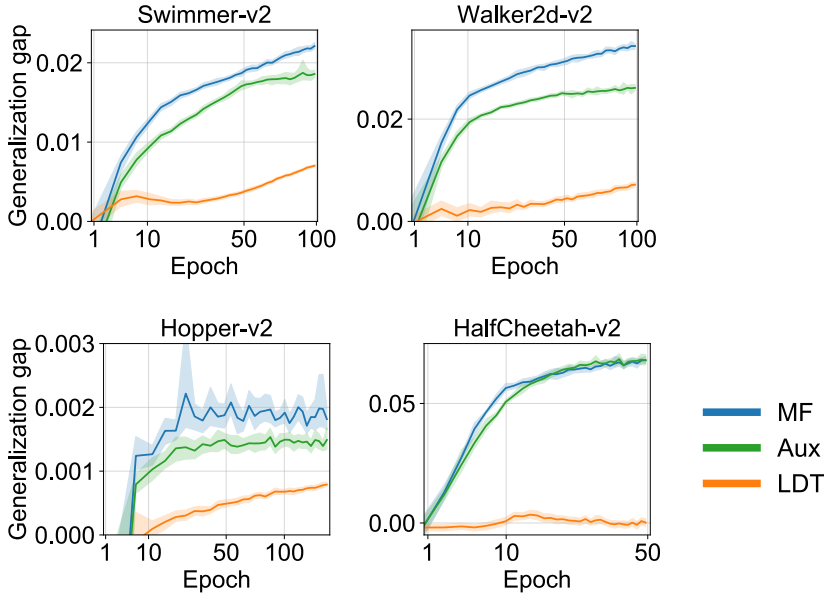 Swimmer-v2
Generalization gap
0.02
0.01
0.00
1 10 50 100
Epoch
Walker2d-v2
0.02
0.00
1 10 50 100
Epoch
Hopper-v2
Generalization gap
0.003
0.002
0.001
0.000
1 10 50 100
Epoch
HalfCheetah-v2
0.05
0.00
1 10 50
Epoch
MF
Aux
LDT